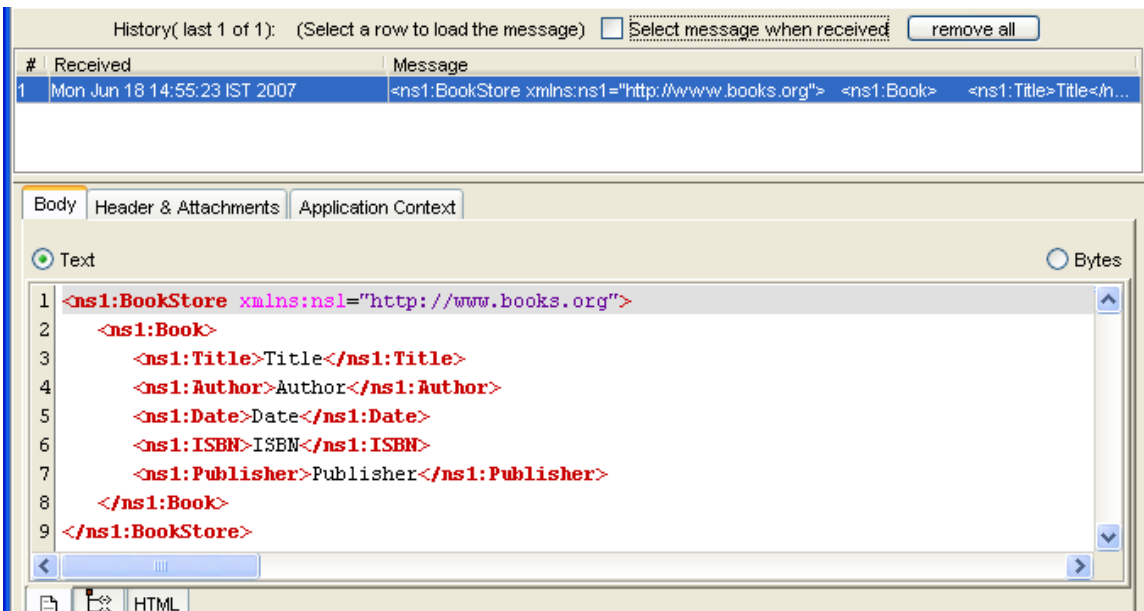 History( last 1 of 1): (Select a row to load the message) Select message when received remove all
# Received Message
1 Mon Jun 18 14:55:23 IST 2007 <ns1:BookStore xmlns:ns1="http://www.books.org"> <ns1:Book> <ns1:Title>Title</n...
Body Header & Attachments Application Context
Text Bytes
1 <ns1:BookStore xmlns:ns1="http://www.books.org">
2 <ns1:Book>
3 <ns1:Title>Title</ns1:Title>
4 <ns1:Author>Author</ns1:Author>
5 <ns1:Date>Date</ns1:Date>
6 <ns1:ISBN>ISBN</ns1:ISBN>
7 <ns1:Publisher>Publisher</ns1:Publisher>
8 </ns1:Book>
9 </ns1:BookStore>
HTML